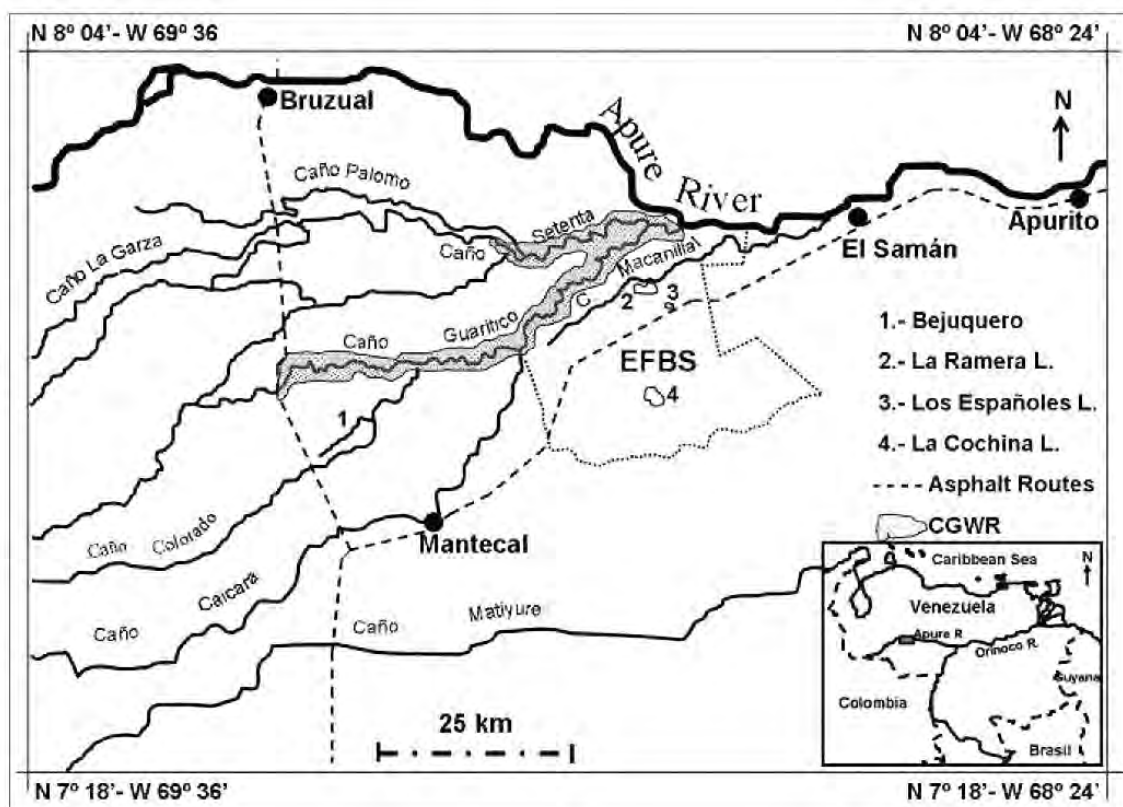 N 8º 04’- W 69º 36
N 8º 04’- W 68º 24’
Bruzual
N
Apure River
Caño Palomo
Apurito
Setenta
Caño
El Samán
Caño La Garza
Macanillal
C
2
3
1.- Bejuquero
Caño Guaritico
2.- La Ramera L.
EFBS
4
3.- Los Españoles L.
1
4.- La Cochina L.
Asphalt Routes
Mantecal
CGWR
Caño Colorado
Caño Caicara
Caño Matiyure
Caribbean Sea
N
Venezuela
Apure R.
Orinoco R.
Guyana
Colombia
Brasil
25 km
N 7º 18’- W 69º 36’
N 7º 18’- W 68º 24’